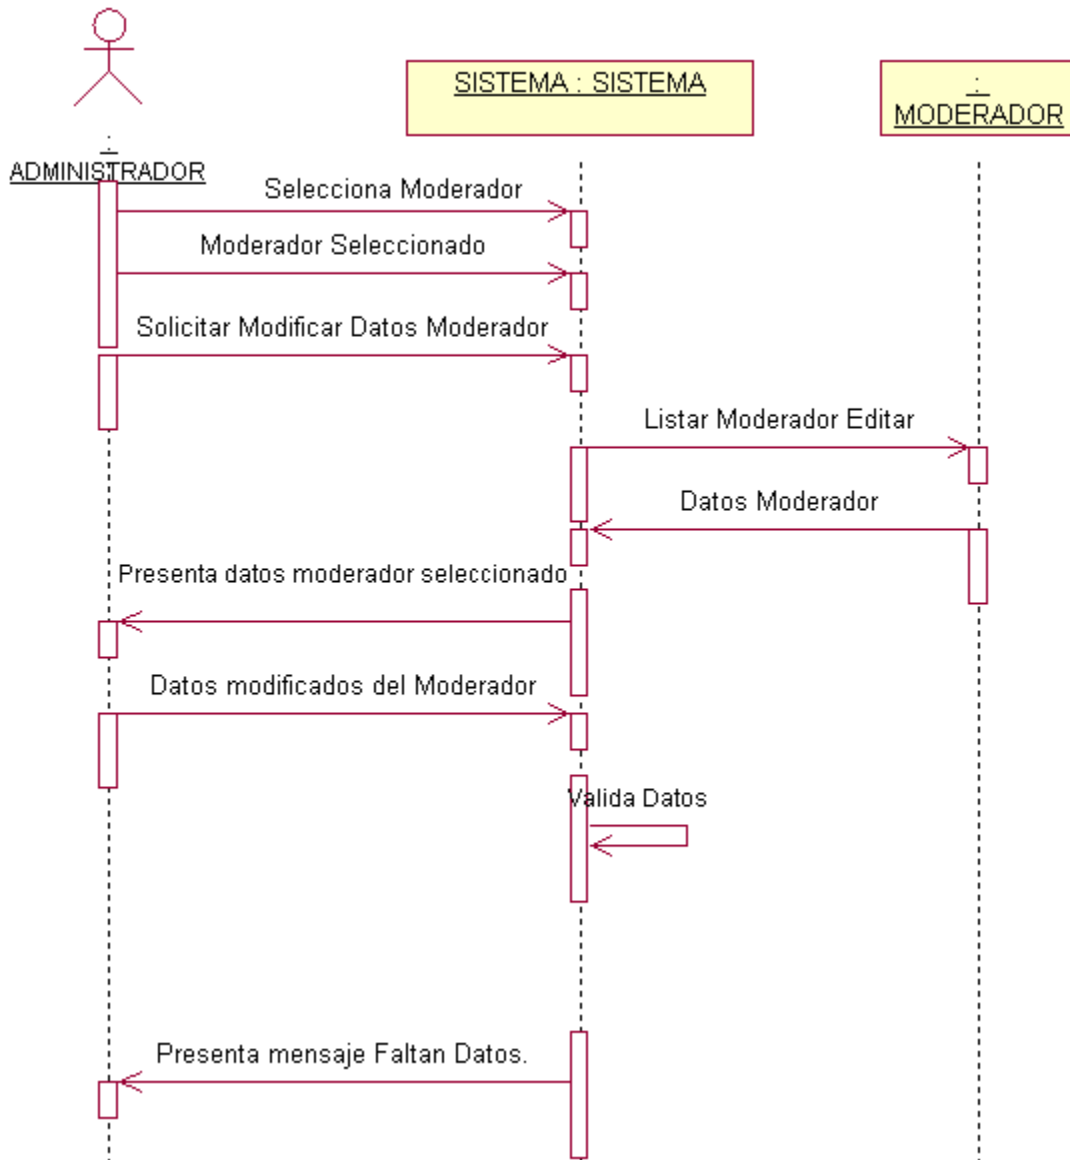 :
ADMINISTRADOR
SISTEMA : SISTEMA
:
MODERADOR
Selecciona Moderador
Moderador Seleccionado
Solicitar Modificar Datos Moderador
Listar Moderador Editar
Datos Moderador
Presenta datos moderador seleccionado
Datos modificados del Moderador
Valida Datos
Presenta mensaje Faltan Datos.